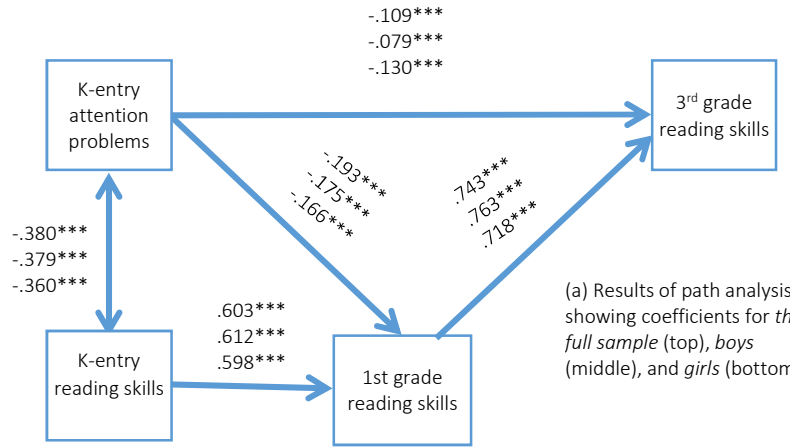 -.109***
-.079***
-.130***
K-entry
attention
problems
3rd grade
reading skills
-.193***
-.175***
-.166***
.743***
.763***
.718***
-.380***
-.379***
-.360***
.603***
.612***
.598***
K-entry
reading skills
1st grade
reading skills
(a) Results of path analysis
showing coefficients for th
full sample (top), boys
(middle), and girls (bottom